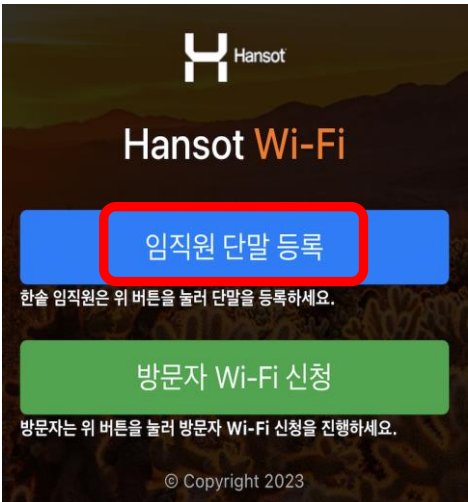 Hansot
Hansot Wi-Fi
임직원 단말 등록
한솥 임직원은 위 버튼을 눌러 단말을 등록하세요.
방문자 Wi-Fi 신청
방문자는 위 버튼을 눌러 방문자 Wi-Fi 신청을 진행하세요.
© Copyright 2023